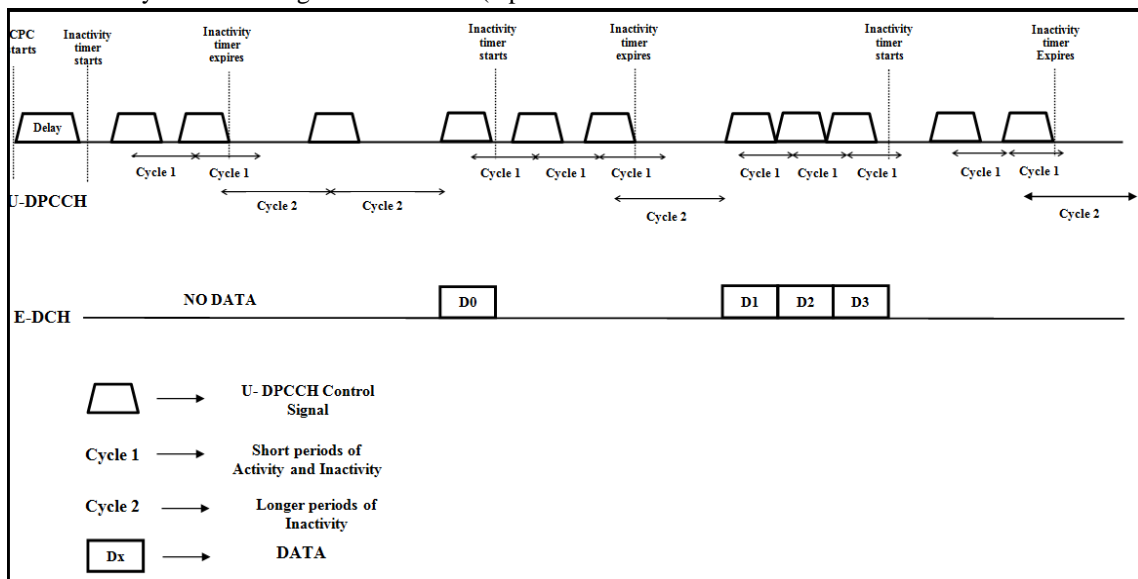 CPC
starts
Inactivity
timer
starts
Inactivity
timer
expires
Inactivity
timer
starts
Inactivity
timer
expires
Inactivity
timer
starts
Inactivity
timer
Expires
Delay
Cycle 1
Cycle 1
Cycle 1
Cycle 1
Cycle 1
Cycle 1
Cycle 1
Cycle 1
Cycle 1
Cycle 1
U-DPCCH
Cycle 2
Cycle 2
Cycle 2
Cycle 2
NO DATA
D0
D1
D2
D3
E-DCH
U- DPCCH Control
Signal
Cycle 1
Short periods of
Activity and Inactivity
Cycle 2
Longer periods of
Inactivity
Dx
DATA